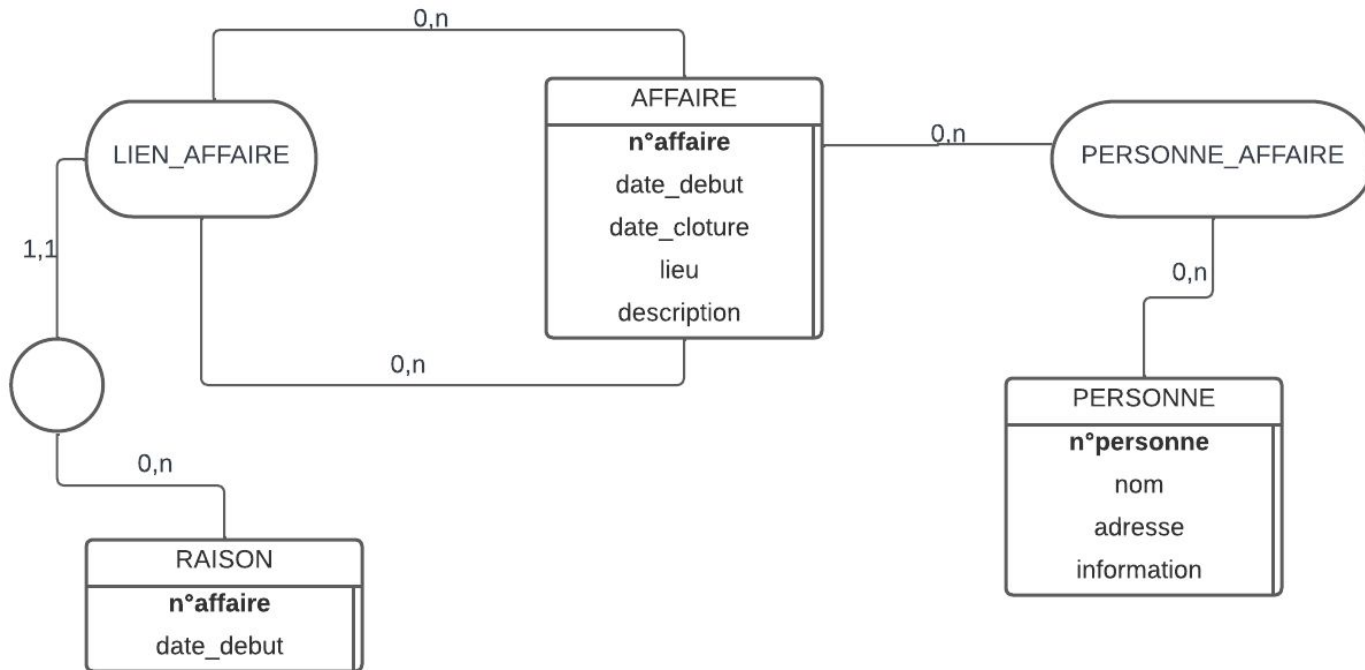 0,n
AFFAIRE
n°affaire
date_debut
date_cloture
lieu
description
LIEN_AFFAIRE
0,n
PERSONNE_AFFAIRE
1,1
0,n
0,n
PERSONNE
n°personne
nom
adresse
information
0,n
RAISON
n°affaire
date_debut